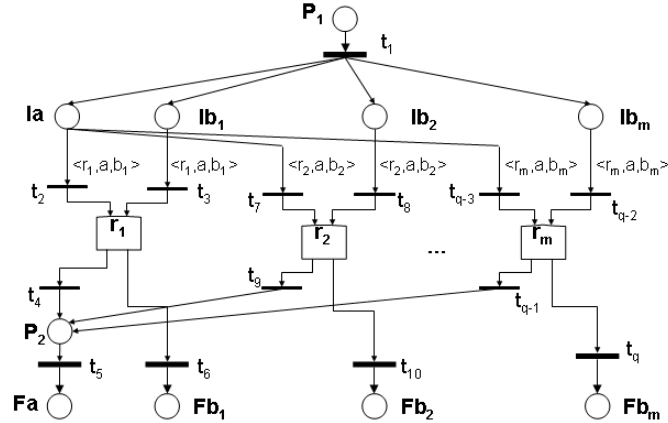 P1
t1
Ia Ib1 Ib2 Ibm
<r1,a,b1> <r1,a,b1> <r2,a,b2> <r2,a,b2> <rm,a,bm> <rm,a,bm>
t2 t3 t7 t8 tq-3 tq-2
r1 r2 rm
...
t4 t9 tq-1
P2
t5 t6 t10 tq
Fa Fb1 Fb2 Fbm